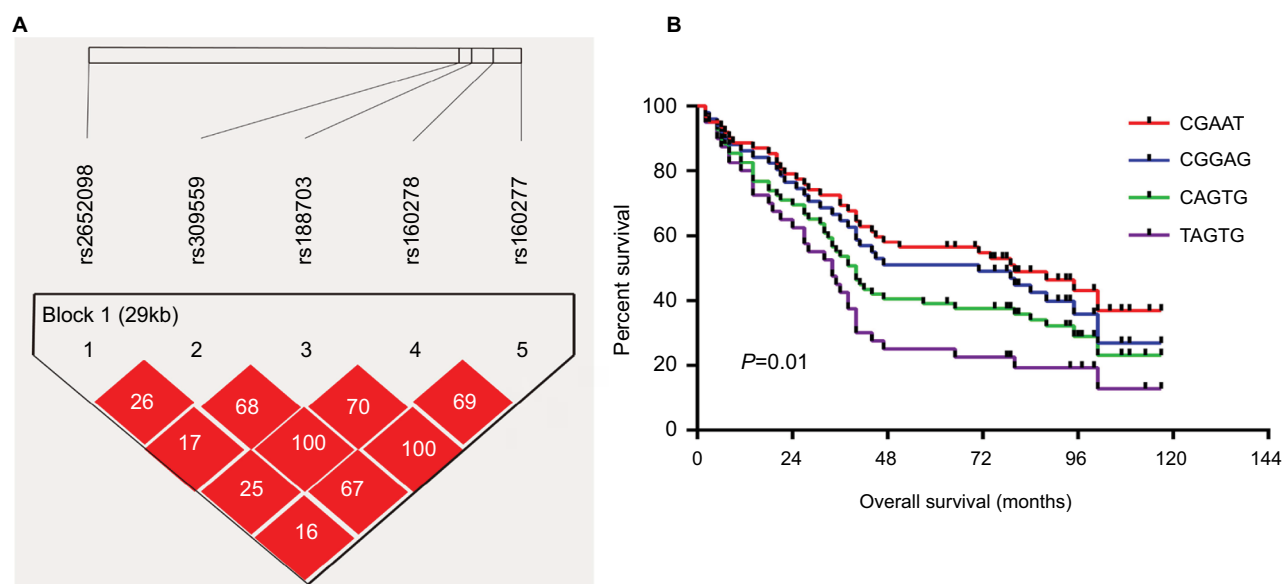 A
rs2652098
rs309559
rs188703
rs160278
rs160277
Block 1 (29kb)
1 2 3 4 5
26 68 70 69
17 100 100
25 67
16
B
Percent survival
100
80
60
40
20
0
0 24 48 72 96 120 144
Overall survival (months)
P=0.01
CGAAT
CGGAG
CAGTG
TAGTG